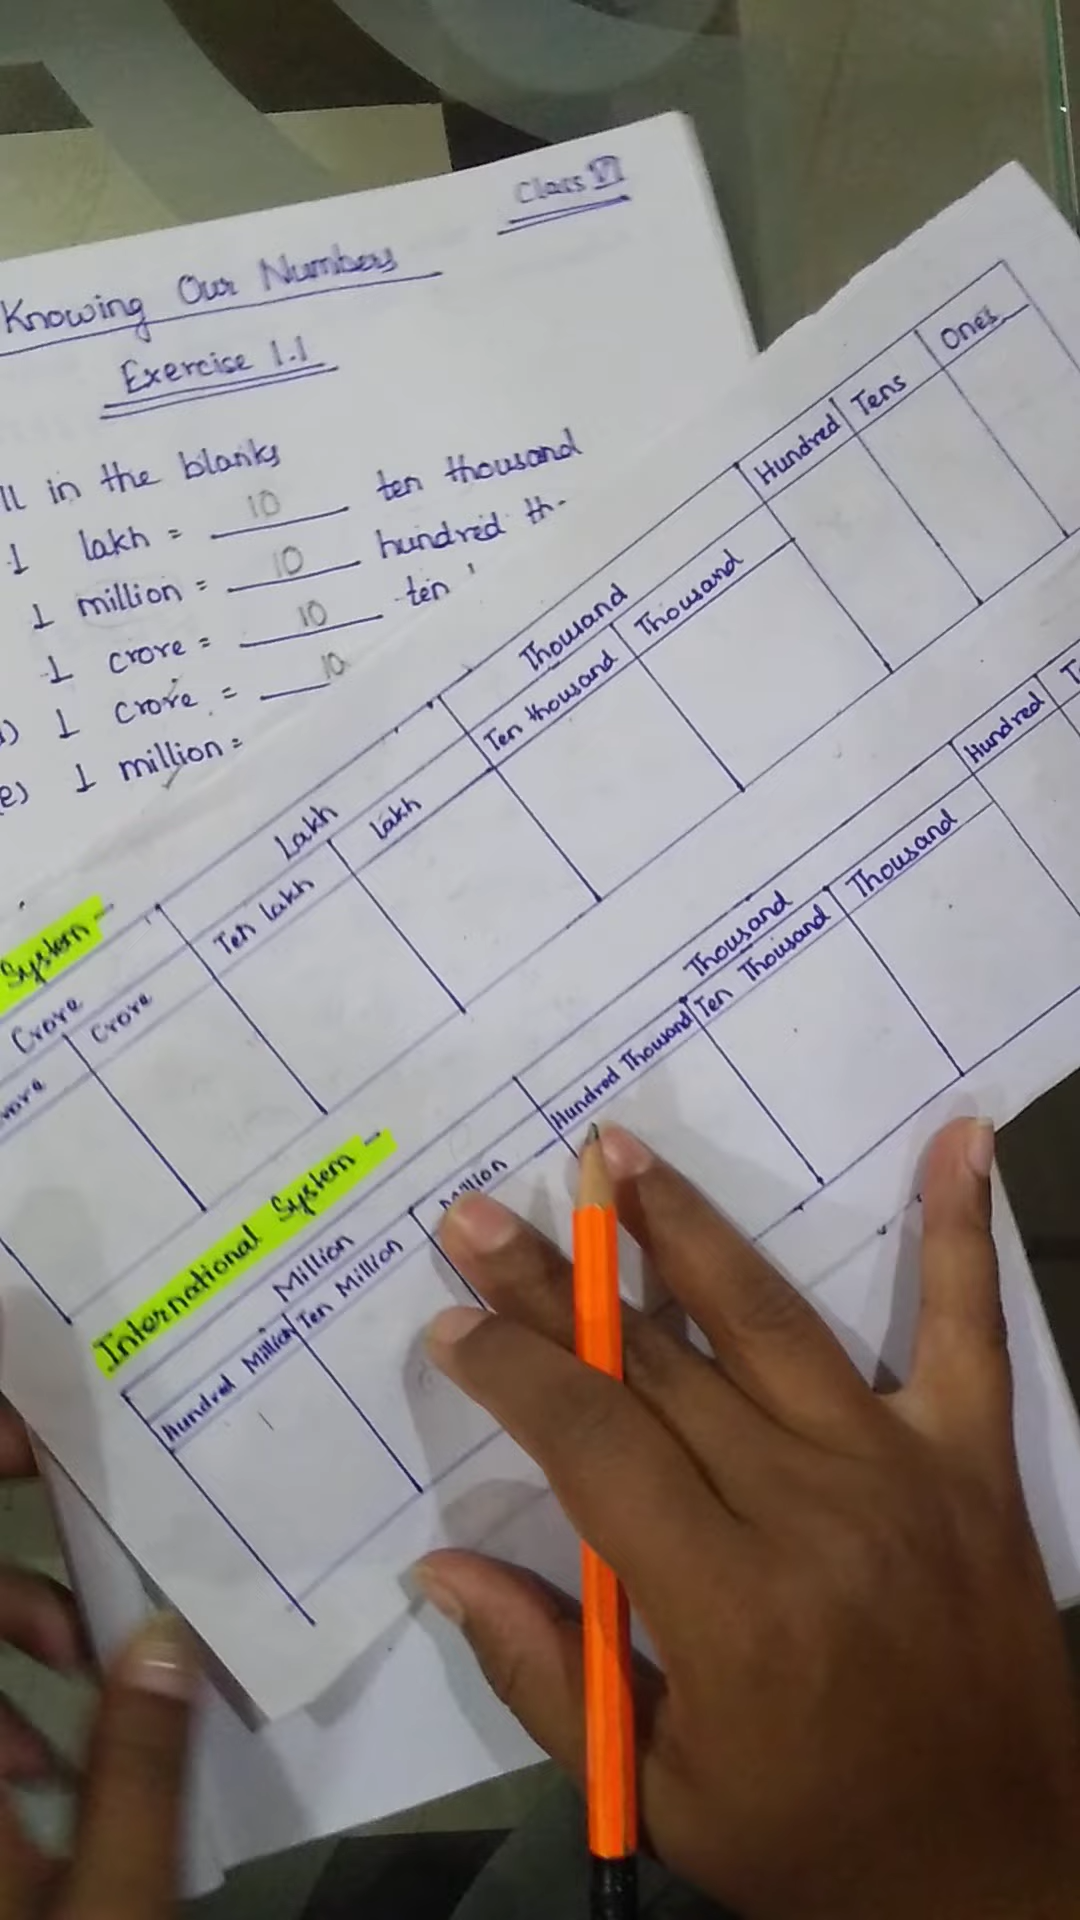 Class VI
Knowing Our Numbers
Exercise 1.1
ll in the blanks
1 lakh = 10 ten thousand
1 million = 10 hundred th-
1 crore = 10 ten
1 crore = 10
e) 1 million =
System -
Crore Lakh Thousand Hundred Tens Ones
Crore Ten lakh lakh Ten thousand Thousand
International System -
Million Thousand Hundred
Hundred Million Ten Million Million Hundred Thousand Ten Thousand Thousand